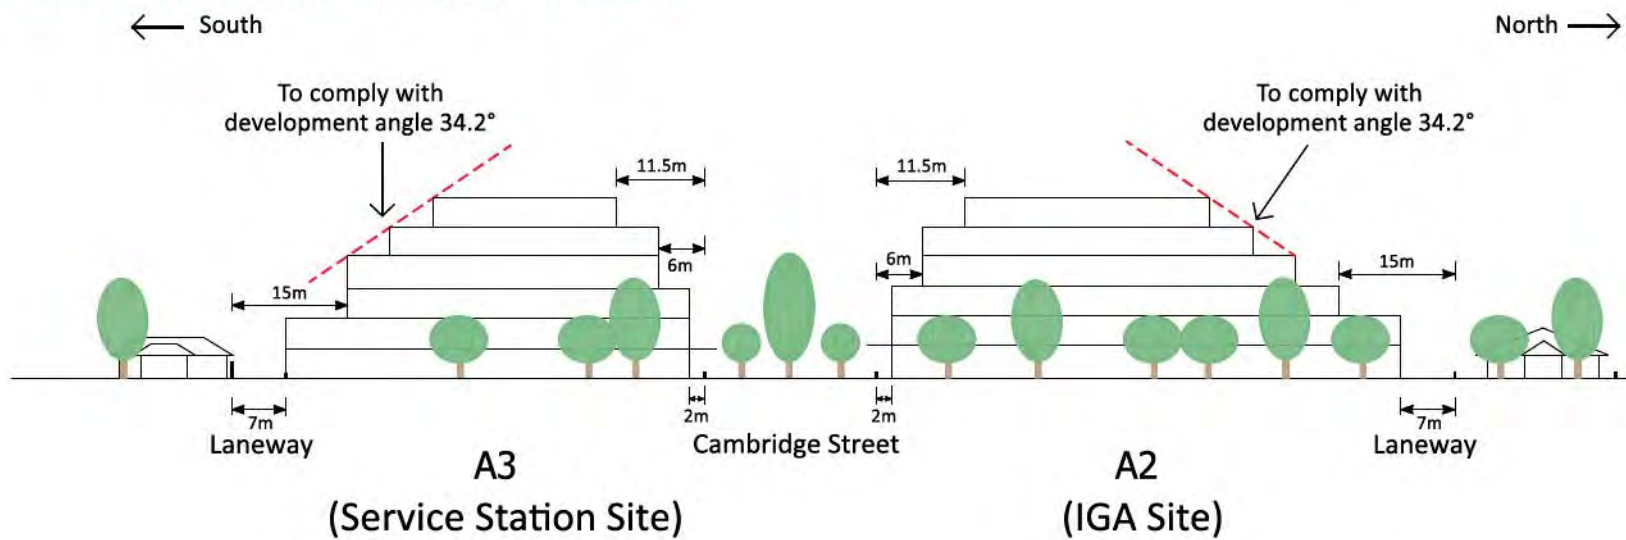 South
North
To comply with
development angle 34.2°
To comply with
development angle 34.2°
11.5m
11.5m
6m
6m
15m
15m
2m
2m
7m
7m
Laneway
Cambridge Street
Laneway
A3
A2
(Service Station Site)
(IGA Site)